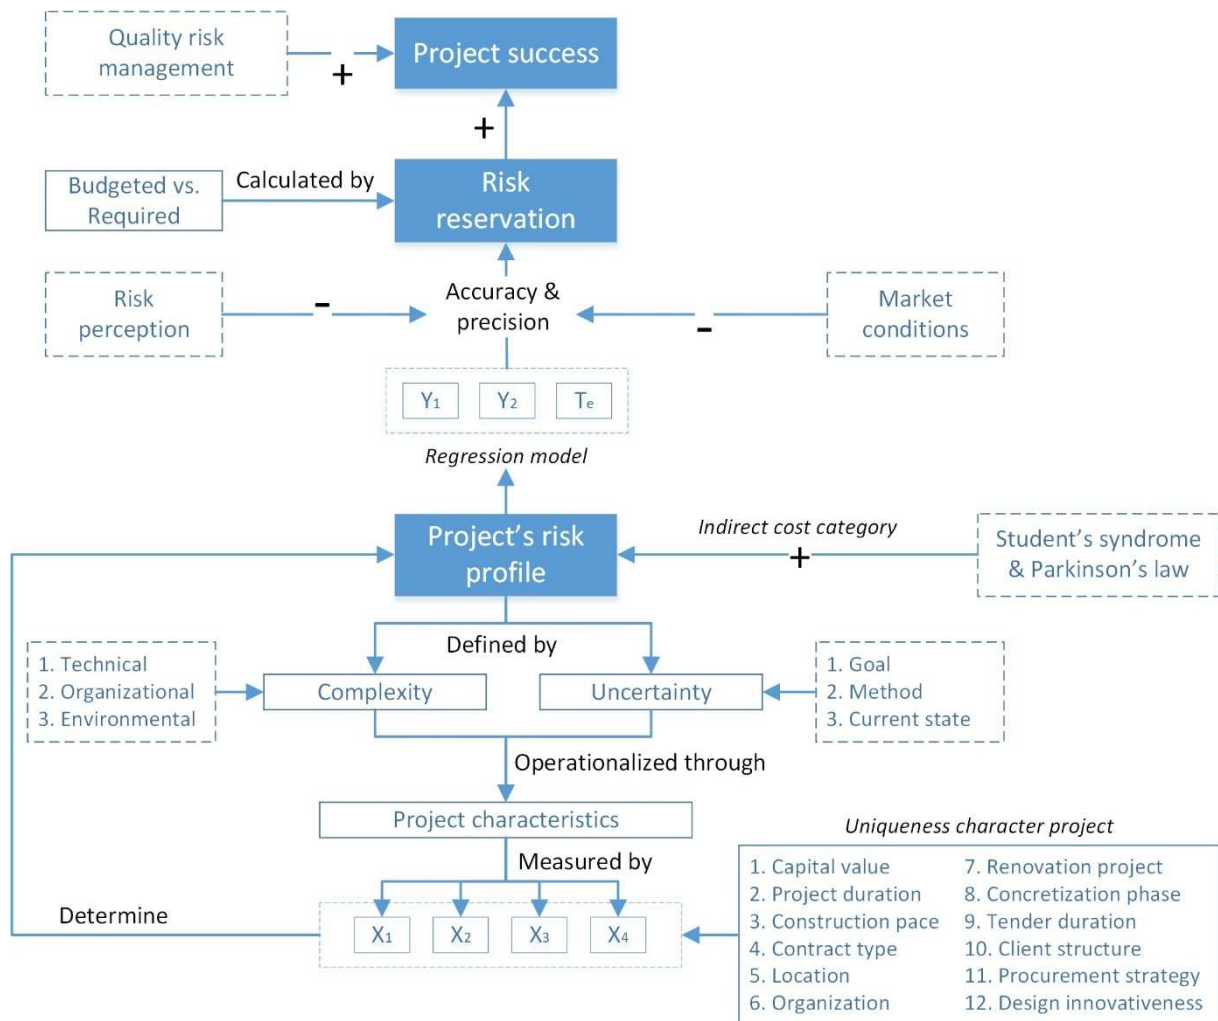 Quality risk
management
+
Project success
+
Budgeted vs.
Required
Calculated by
Risk
reservation
Risk
perception
-
Accuracy &
precision
-
Market
conditions
Y1
Y2
Te
Regression model
Project's risk
profile
Indirect cost category
+
Student's syndrome
& Parkinson's law
Defined by
1. Technical
2. Organizational
3. Environmental
Complexity
Uncertainty
1. Goal
2. Method
3. Current state
Operationalized through
Project characteristics
Measured by
Determine
X1
X2
X3
X4
Uniqueness character project
1. Capital value
2. Project duration
3. Construction pace
4. Contract type
5. Location
6. Organization
7. Renovation project
8. Concretization phase
9. Tender duration
10. Client structure
11. Procurement strategy
12. Design innovativeness